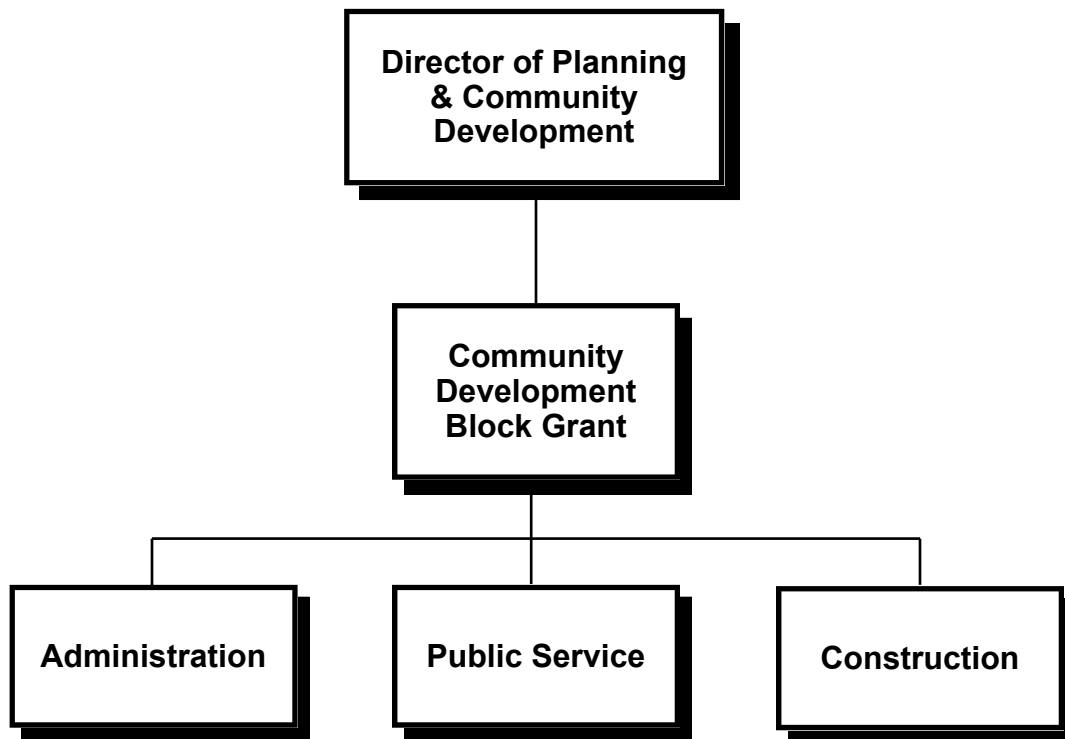 Director of Planning
& Community
Development
Community
Development
Block Grant
Administration
Public Service
Construction